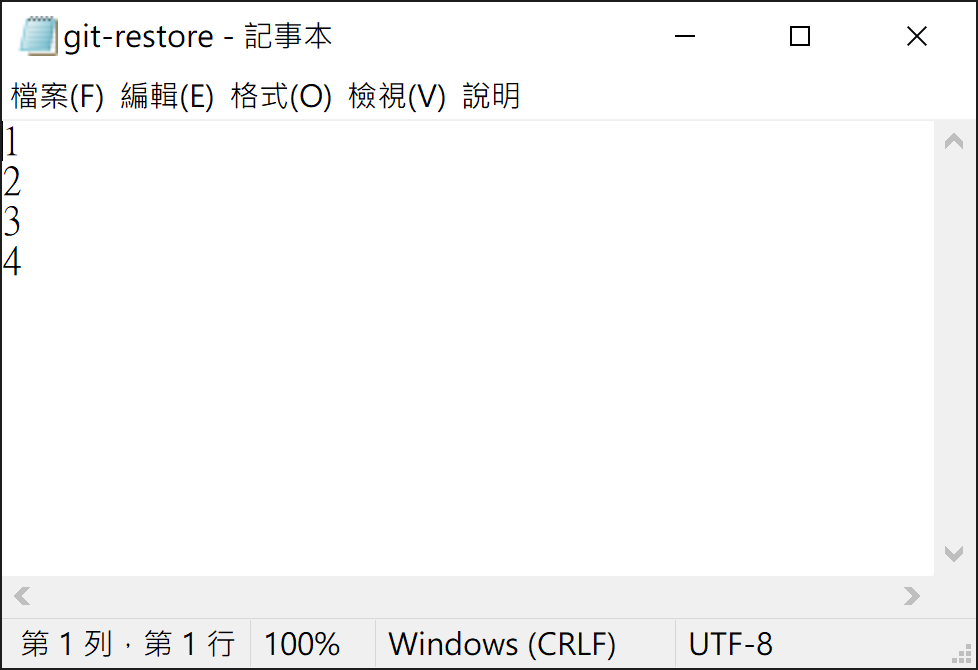 git-restore - 記事本
檔案(F) 編輯(E) 格式(O) 檢視(V) 說明
1
2
3
4
第 1 列，第 1 行 100% Windows (CRLF) UTF-8